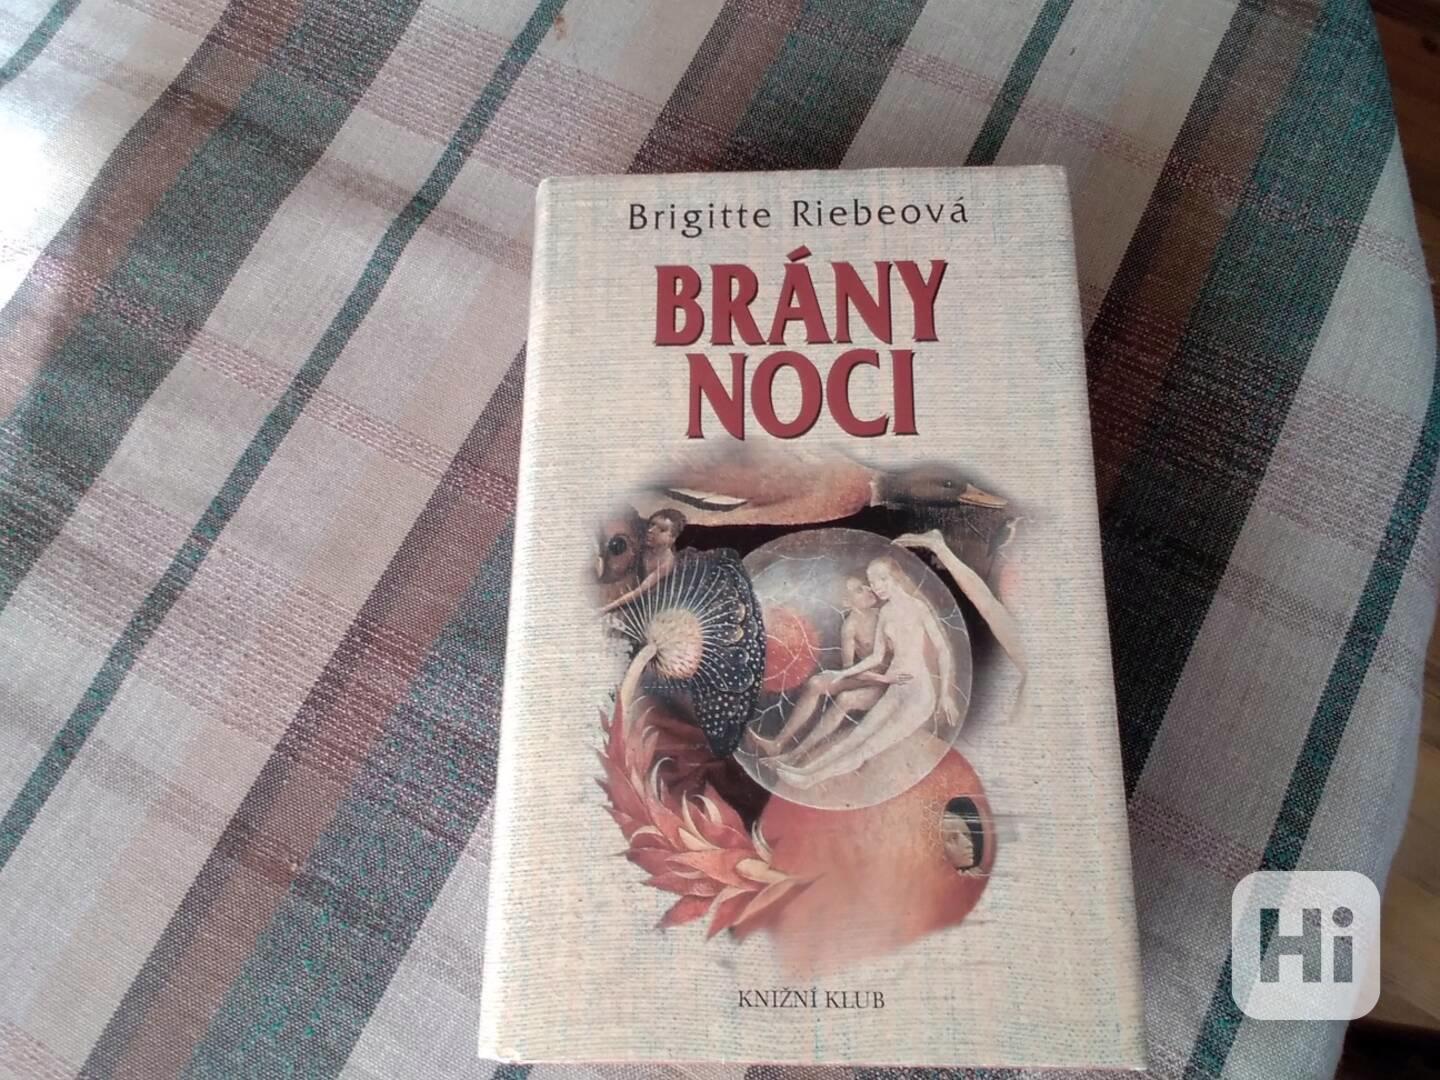 Brigitte Riebeová
BRÁNY
NOCI
KNIŽNÍ KLUB
Hi